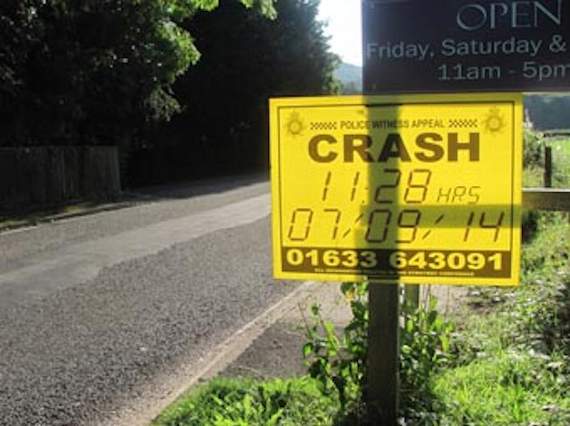 OPEN
Friday, Saturday &
11am - 5pm
POLICE WITNESS APPEAL
CRASH
11:28 HRS
07/09/14
01633 643091